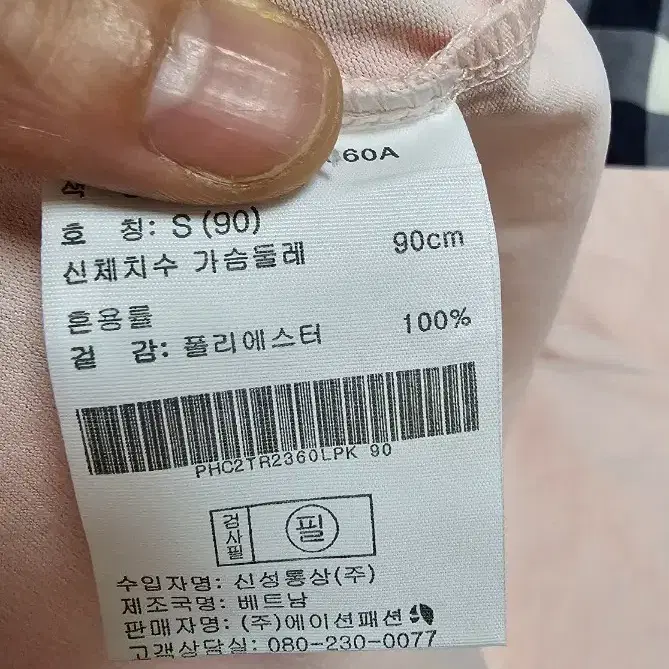 60A
색
호 칭: S (90)
신체치수 가슴둘레 90cm
혼용률
겉 감: 폴리에스터 100%
PHC2TR2360LPK 90
검사필 필
수입자명: 신성통상(주)
제조국명: 베트남
판매자명: (주)에이션패션
고객상담실: 080-230-0077